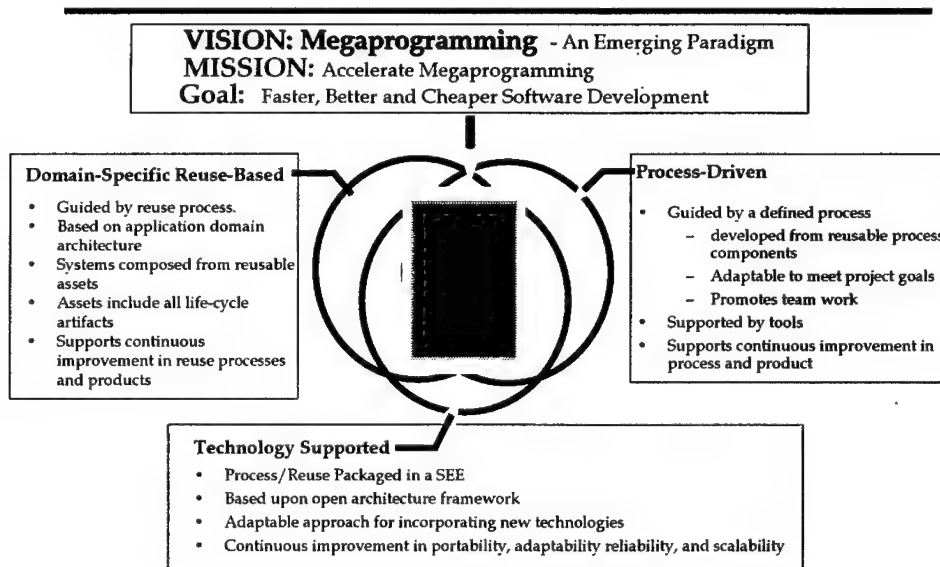 VISION: Megaprogramming - An Emerging Paradigm
MISSION: Accelerate Megaprogramming
Goal: Faster, Better and Cheaper Software Development
Domain-Specific Reuse-Based
• Guided by reuse process.
• Based on application domain
architecture
• Systems composed from reusable
assets
• Assets include all life-cycle
artifacts
• Supports continuous
improvement in reuse processes
and products
Process-Driven
• Guided by a defined process
– developed from reusable process
components
– Adaptable to meet project goals
– Promotes team work
• Supported by tools
• Supports continuous improvement in
process and product
Technology Supported
• Process/Reuse Packaged in a SEE
• Based upon open architecture framework
• Adaptable approach for incorporating new technologies
• Continuous improvement in portability, adaptability reliability, and scalability